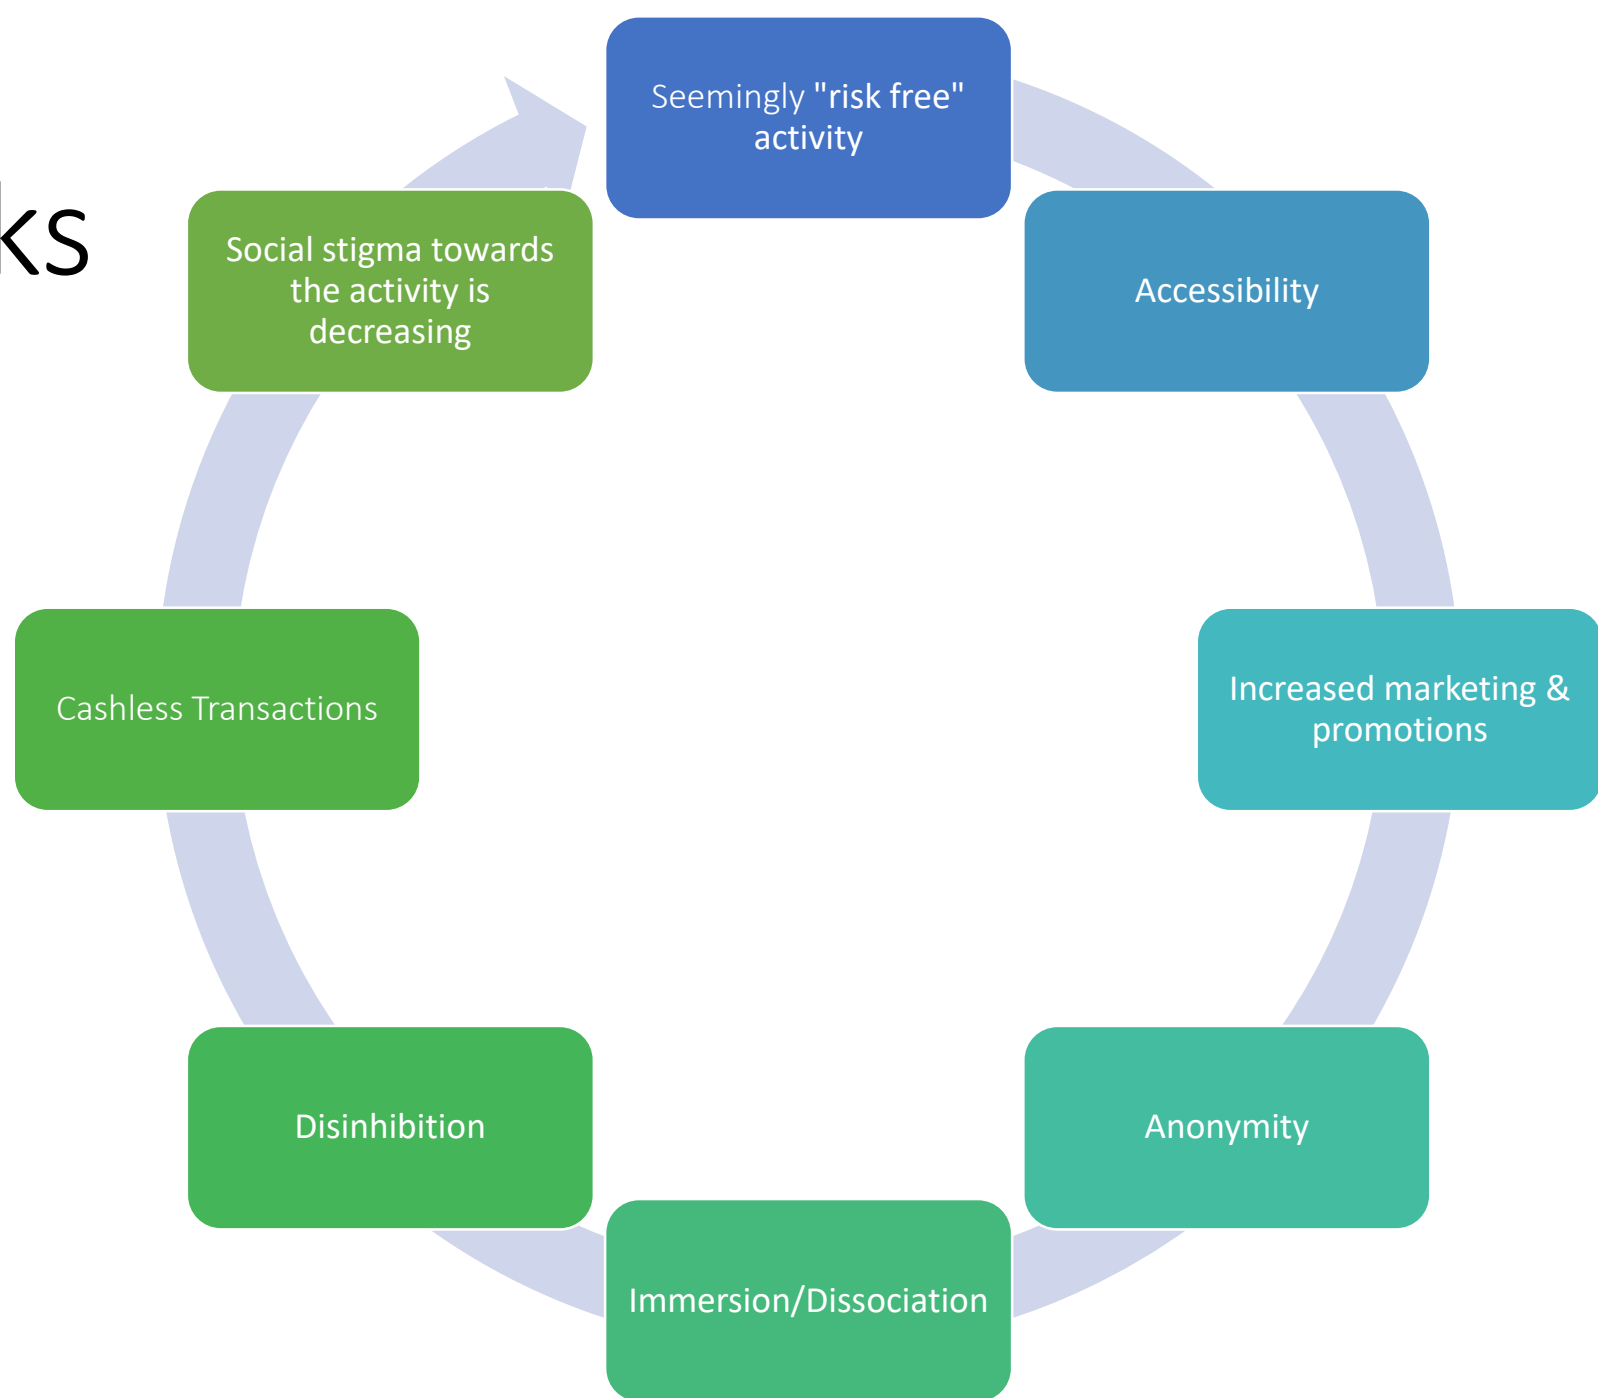 ks
Seemingly "risk free"
activity
Accessibility
Increased marketing &
promotions
Anonymity
Immersion/Dissociation
Disinhibition
Cashless Transactions
Social stigma towards
the activity is
decreasing